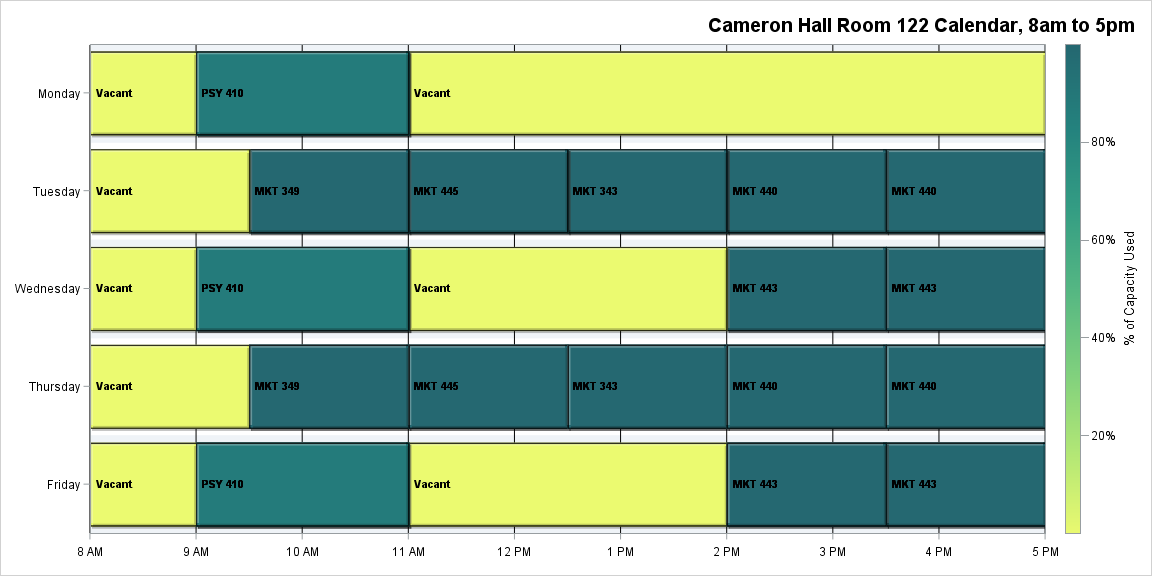 Cameron Hall Room 122 Calendar, 8am to 5pm
Monday
Vacant
PSY 410
Vacant
Tuesday
Vacant
MKT 349
MKT 445
MKT 343
MKT 440
MKT 440
Wednesday
Vacant
PSY 410
Vacant
MKT 443
MKT 443
Thursday
Vacant
MKT 349
MKT 445
MKT 343
MKT 440
MKT 440
Friday
Vacant
PSY 410
Vacant
MKT 443
MKT 443
8 AM
9 AM
10 AM
11 AM
12 PM
1 PM
2 PM
3 PM
4 PM
5 PM
80%
60%
40%
20%
% of Capacity Used